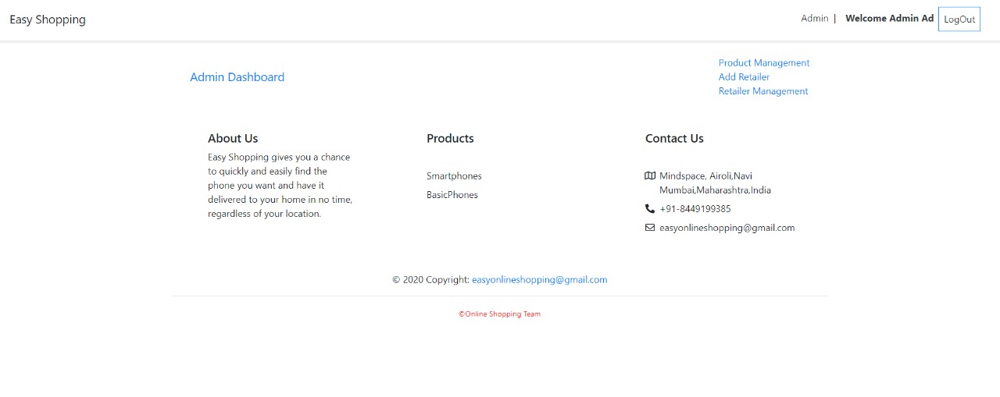 Easy Shopping
Admin | Welcome Admin Ad LogOut
Admin Dashboard
Product Management
Add Retailer
Retailer Management
About Us
Easy Shopping gives you a chance
to quickly and easily find the
phone you want and have it
delivered to your home in no time,
regardless of your location.
Products
Smartphones
BasicPhones
Contact Us
Mindspace, Airoli,Navi
Mumbai,Maharashtra,India
+91-8449199385
easyonlineshopping@gmail.com
© 2020 Copyright: easyonlineshopping@gmail.com
©Online Shopping Team